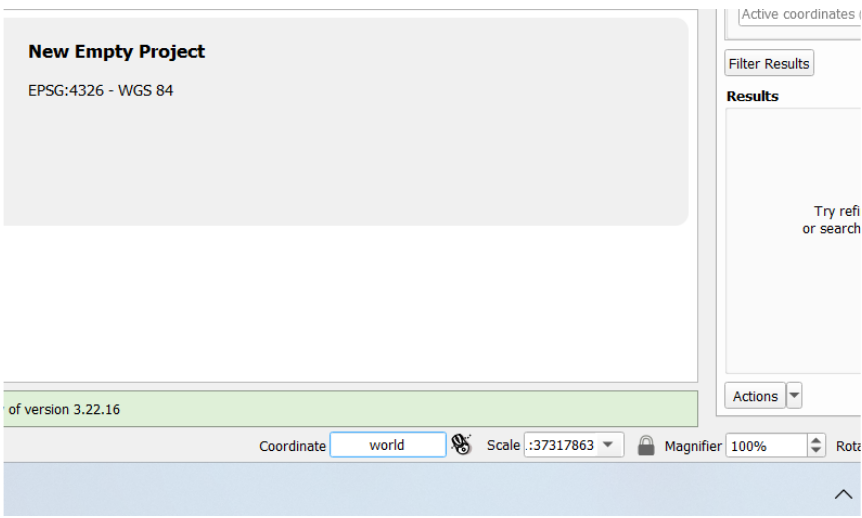 New Empty Project
EPSG:4326 - WGS 84
of version 3.22.16
Active coordinates
Filter Results
Results
Try refi
or search
Actions
Coordinate world Scale .:37317863 Magnifier 100% Rota